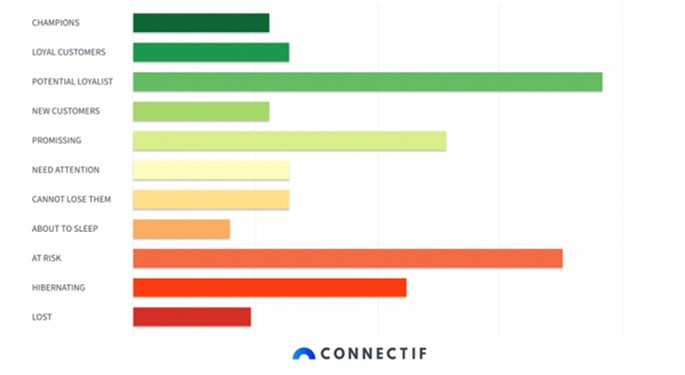 CHAMPIONS
LOYAL CUSTOMERS
POTENTIAL LOYALIST
NEW CUSTOMERS
PROMISSING
NEED ATTENTION
CANNOT LOSE THEM
ABOUT TO SLEEP
AT RISK
HIBERNATING
LOST
CONNECTIF